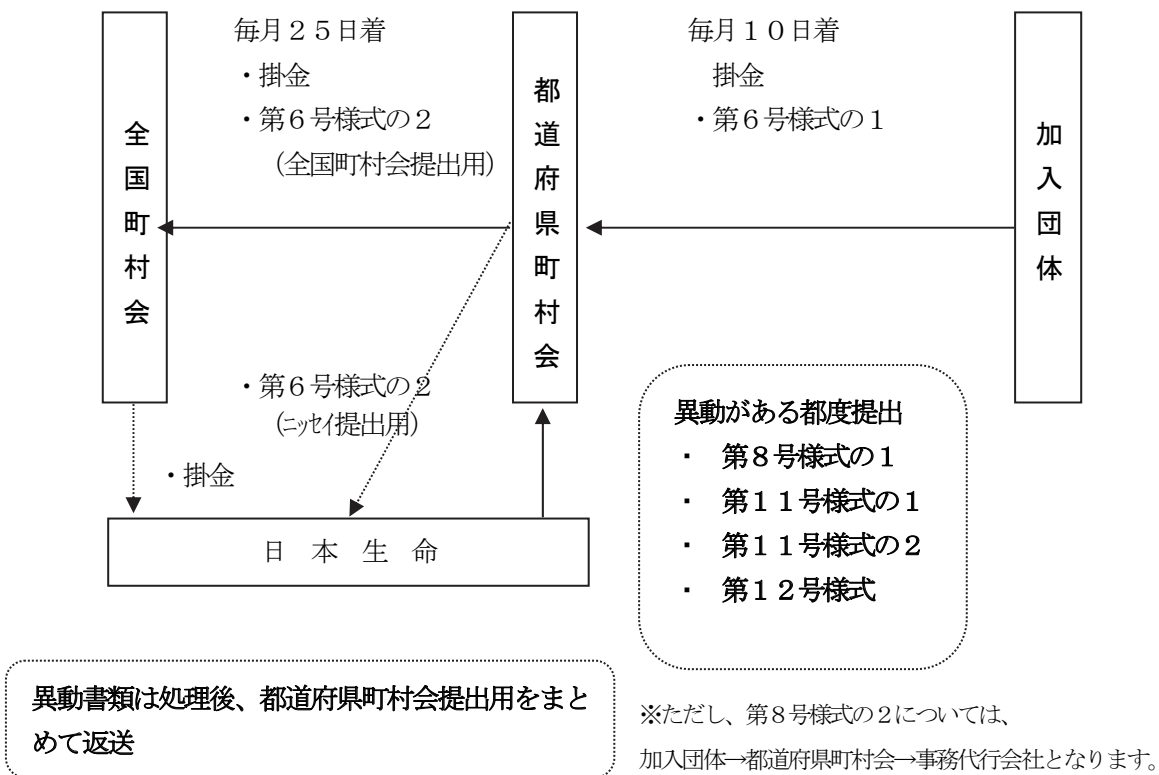 毎月２５日着
・掛金
・第６号様式の２
（全国町村会提出用）
毎月１０日着
掛金
・第６号様式の１
全国町村会
都道府県町村会
加入団体
・第６号様式の２
（ﾆｯｾｲ提出用）
・掛金
日　本　生　命
異動がある都度提出
・　第８号様式の１
・　第１１号様式の１
・　第１１号様式の２
・　第１２号様式
異動書類は処理後、都道府県町村会提出用をまと
めて返送
※ただし、第８号様式の２については、
加入団体→都道府県町村会→事務代行会社となります。